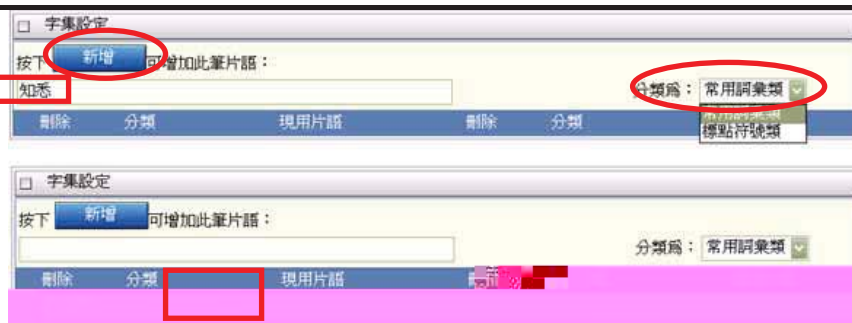 字集設定
按下 新增 可增加此筆片語：
知悉 分類為： 常用詞彙類
常用詞彙類
刪除 分類 現用片語 刪除 分類
標點符號類
字集設定
按下 新增 可增加此筆片語：
分類為： 常用詞彙類
刪除 分類 現用片語